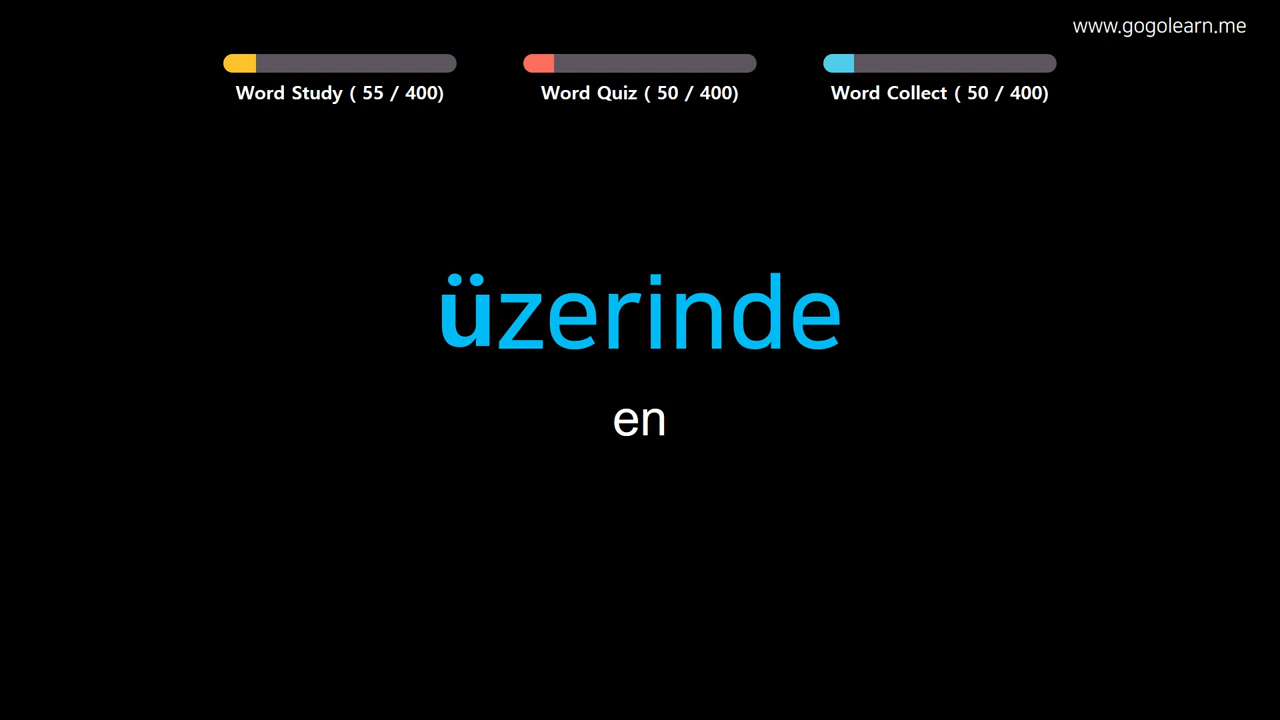 www.gogolearn.me
Word Study ( 55 / 400)
Word Quiz ( 50 / 400)
Word Collect ( 50 / 400)
üzerinde
en